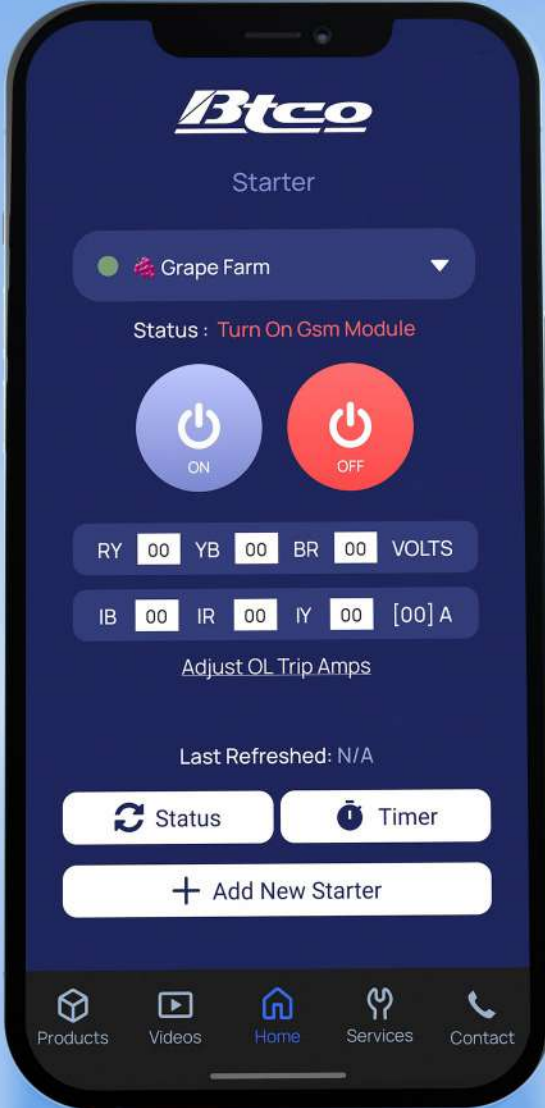 Btco
Starter
Grape Farm
Status : Turn On Gsm Module
ON OFF
RY 00 YB 00 BR 00 VOLTS
IB 00 IR 00 IY 00 [00] A
Adjust OL Trip Amps
Last Refreshed: N/A
Status Timer
Add New Starter
Products Videos Home Services Contact